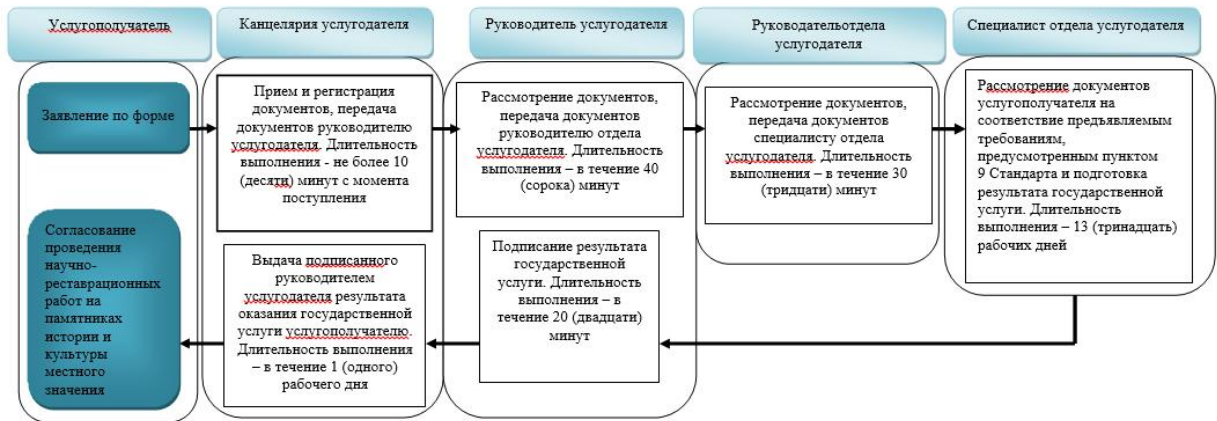 Услугополучатель
Канцелярия услугодателя
Руководитель услугодателя
Руководательотдела
услугодателя
Специалист отдела услугодателя
Заявление по форме
Прием и регистрация
документов, передача
документов руководителю
услугодателя. Длительность
выполнения - не более 10
(десяти) минут с момента
поступления
Рассмотрение документов,
передача документов
руководителю отдела
услугодателя. Длительность
выполнения – в течение 40
(сорока) минут
Рассмотрение документов,
передача документов
специалисту отдела
услугодателя. Длительность
выполнения – в течение 30
(тридцати) минут
Рассмотрение документов
услугополучателя на
соответствие предъявляемым
требованиям,
предусмотренным пунктом
9 Стандарта и подготовка
результата государственной
услуги. Длительность
выполнения – 13 (тринадцать)
рабочих дней
Подписание результата
государственной
услуги. Длительность
выполнения – в
течение 20 (двадцати)
минут
Выдача подписанного
руководителем
услугодателя результата
оказания государственной
услуги услугополучателю.
Длительность выполнения
– в течение 1 (одного)
рабочего дня
Согласование
проведения
научно-
реставрационных
работ на
памятниках
истории и
культуры
местного
значения